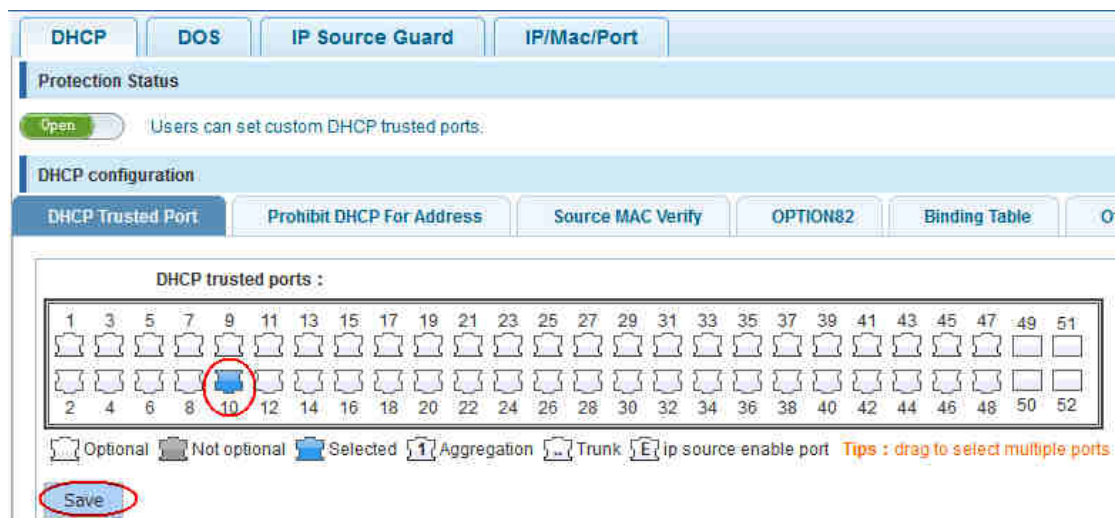 DHCP DOS IP Source Guard IP/Mac/Port
Protection Status
Open Users can set custom DHCP trusted ports.
DHCP configuration
DHCP Trusted Port Prohibit DHCP For Address Source MAC Verify OPTION82 Binding Table
DHCP trusted ports :
1 3 5 7 9 11 13 15 17 19 21 23 25 27 29 31 33 35 37 39 41 43 45 47 49 51
2 4 6 8 10 12 14 16 18 20 22 24 26 28 30 32 34 36 38 40 42 44 46 48 50 52
Optional Not optional Selected 1 Aggregation .. Trunk E ip source enable port Tips : drag to select multiple ports
Save